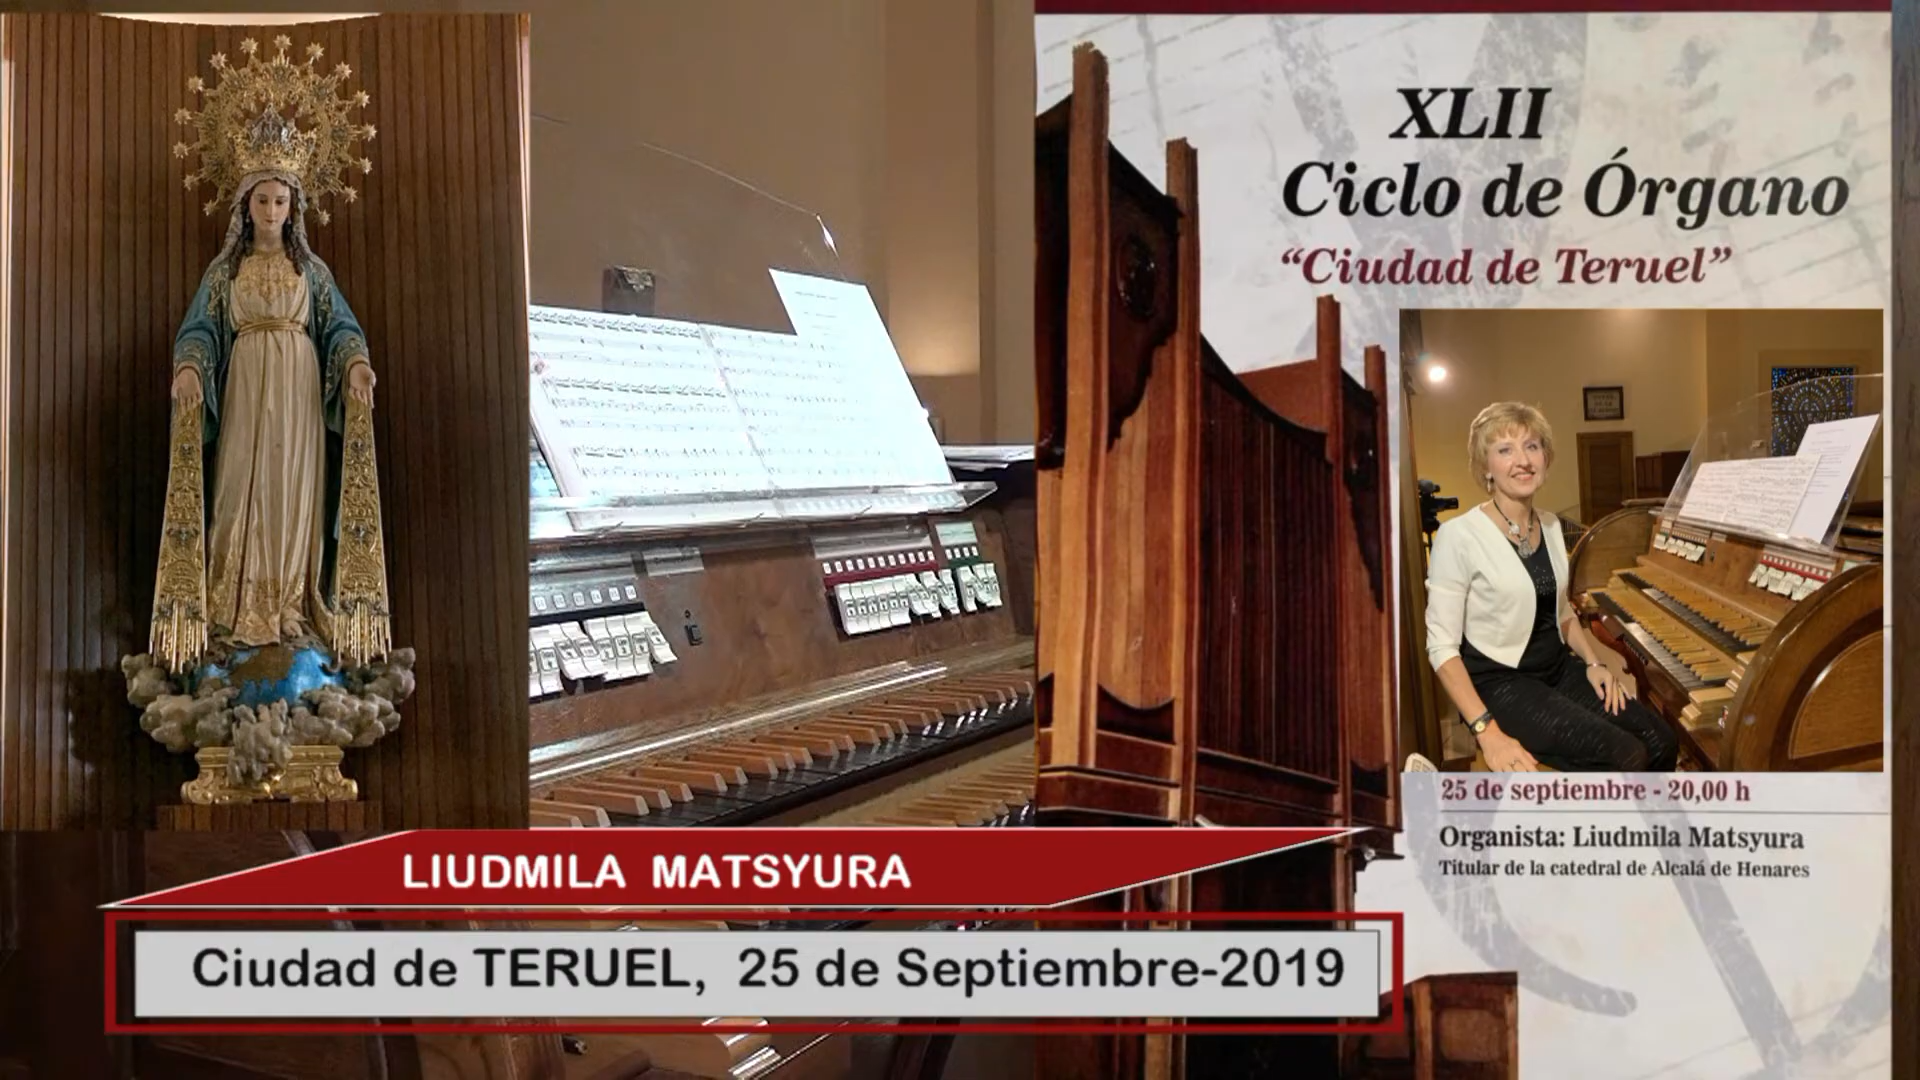 XLII
Ciclo de Órgano
“Ciudad de Teruel”
25 de septiembre - 20,00 h
Organista: Liudmila Matsyura
Titular de la catedral de Alcalá de Henares
LIUDMILA MATSYURA
Ciudad de TERUEL, 25 de Septiembre-2019